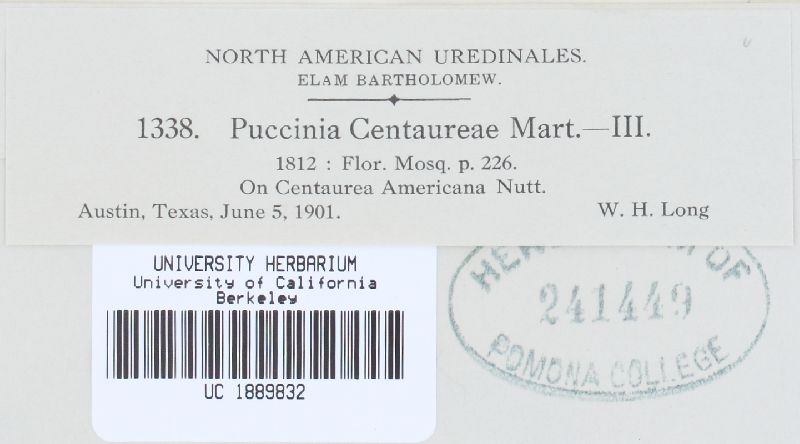 NORTH AMERICAN UREDINALES.
ELAM BARTHOLOMEW.
1338. Puccinia Centaureae Mart.—III.
1812 : Flor. Mosq. p. 226.
On Centaurea Americana Nutt.
Austin, Texas, June 5, 1901. W. H. Long
UNIVERSITY HERBARIUM
University of California
Berkeley
UC 1889832
OF
241449
POMONA COLLEGE